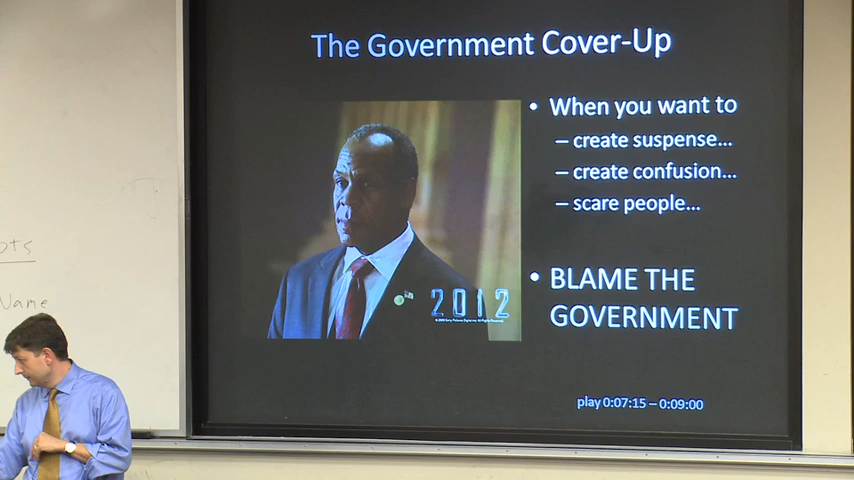 The Government Cover-Up
• When you want to
– create suspense...
– create confusion...
– scare people...
• BLAME THE
GOVERNMENT
2012
play 0:07:15 – 0:09:00
Name